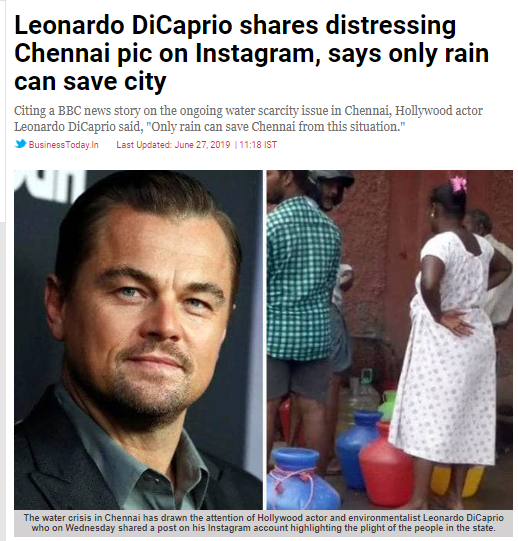 Leonardo DiCaprio shares distressing
Chennai pic on Instagram, says only rain
can save city
Citing a BBC news story on the ongoing water scarcity issue in Chennai, Hollywood actor
Leonardo DiCaprio said, "Only rain can save Chennai from this situation."
BusinessToday.In Last Updated: June 27, 2019 | 11:18 IST
The water crisis in Chennai has drawn the attention of Hollywood actor and environmentalist Leonardo DiCaprio
who on Wednesday shared a post on his Instagram account highlighting the plight of the people in the state.